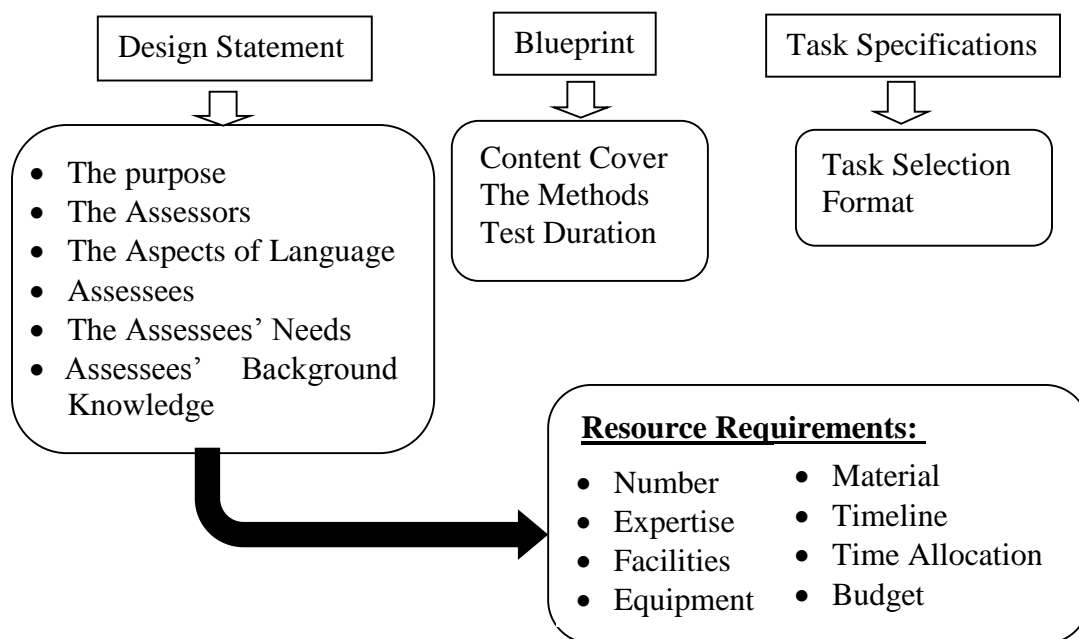 Design Statement
Blueprint
Task Specifications
• The purpose
• The Assessors
• The Aspects of Language
• Assessees
• The Assessees’ Needs
• Assessees’ Background
Knowledge
Content Cover
The Methods
Test Duration
Task Selection
Format
Resource Requirements:
• Number
• Expertise
• Facilities
• Equipment
• Material
• Timeline
• Time Allocation
• Budget